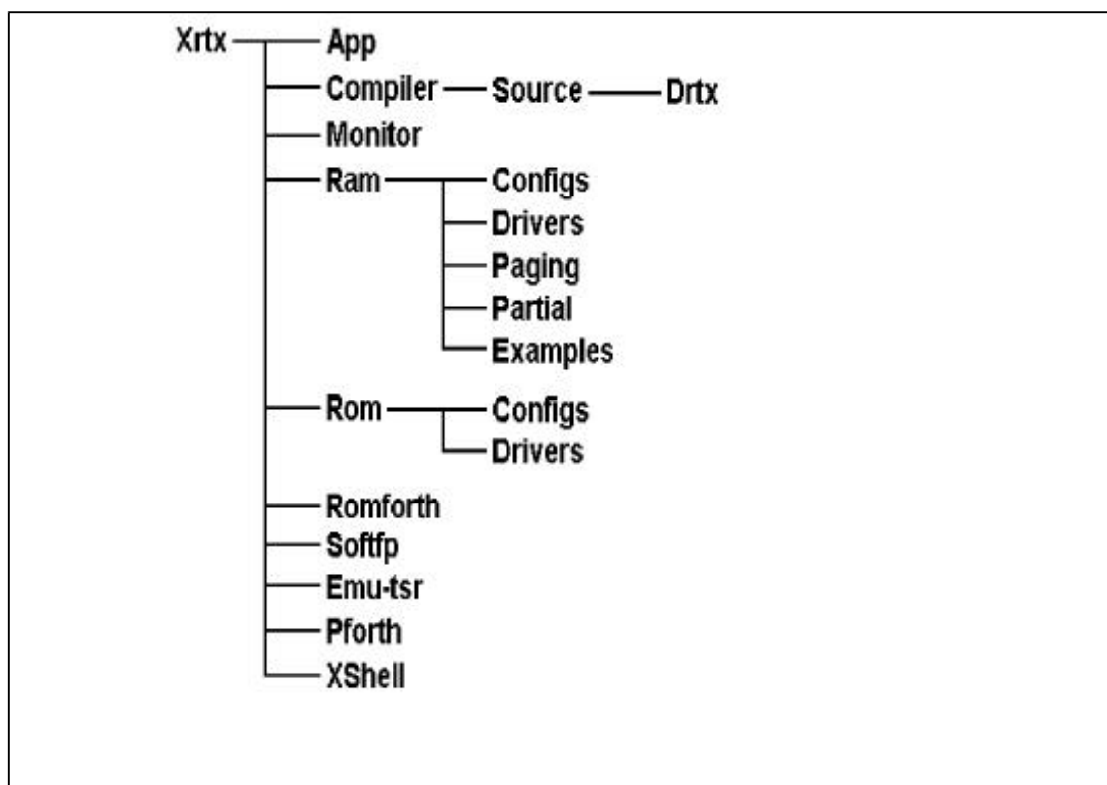 Xrtx App
Compiler Source Drtx
Monitor
Ram Configs
Drivers
Paging
Partial
Examples
Rom Configs
Drivers
Romforth
Softfp
Emu-tsr
Pforth
XShell